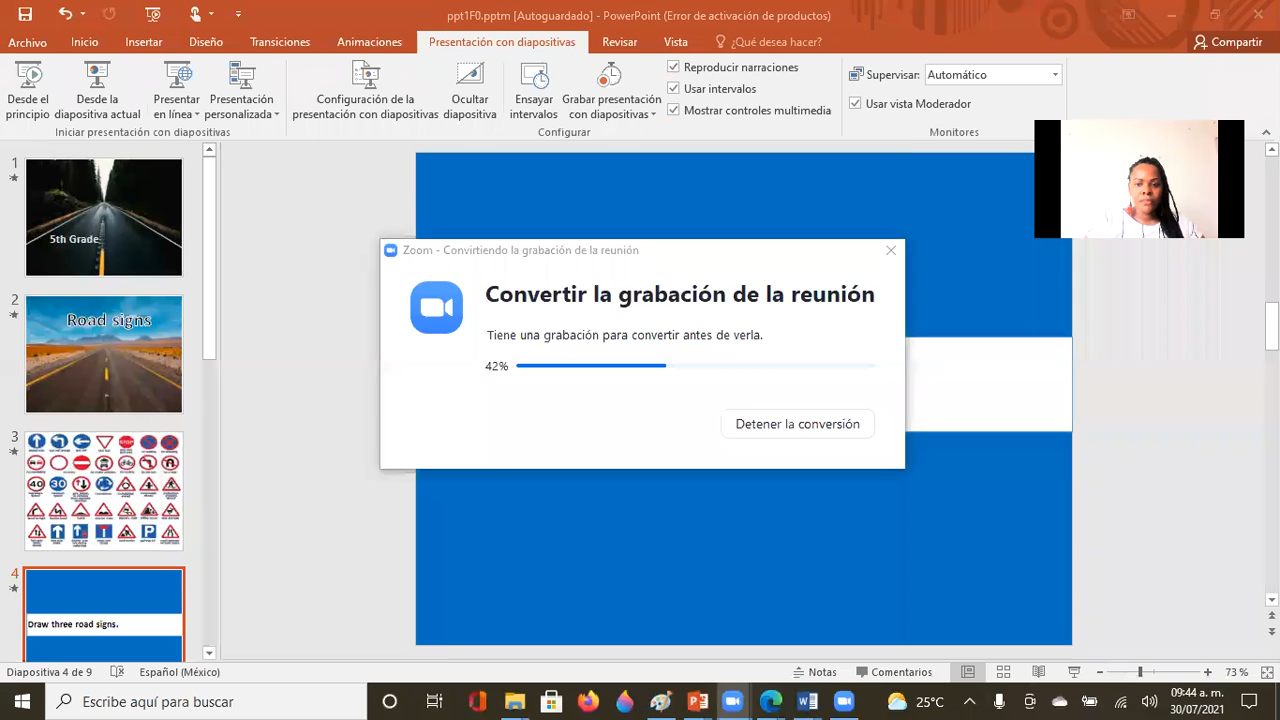 ppt1F0.pptm [Autoguardado] - PowerPoint (Error de activación de productos)
Archivo Inicio Insertar Diseño Transiciones Animaciones Presentación con diapositivas Revisar Vista ¿Qué desea hacer? Compartir
Desde el principio
Desde la diapositiva actual
Presentar en línea
Presentación personalizada
Configuración de la presentación con diapositivas
Ocultar diapositiva
Ensayar intervalos
Grabar presentación con diapositivas
Reproducir narraciones
Usar intervalos
Mostrar controles multimedia
Supervisar: Automático
Usar vista Moderador
Iniciar presentación con diapositivas Configurar Monitores
1
5th Grade
2
Road signs
3
STOP
40 30
P
4
Draw three road signs.
Zoom - Convirtiendo la grabación de la reunión
Convertir la grabación de la reunión
Tiene una grabación para convertir antes de verla.
42%
Detener la conversión
Diapositiva 4 de 9 Español (México) Notas Comentarios 73 %
Escribe aquí para buscar 25°C 09:44 a.m.
30/07/2021